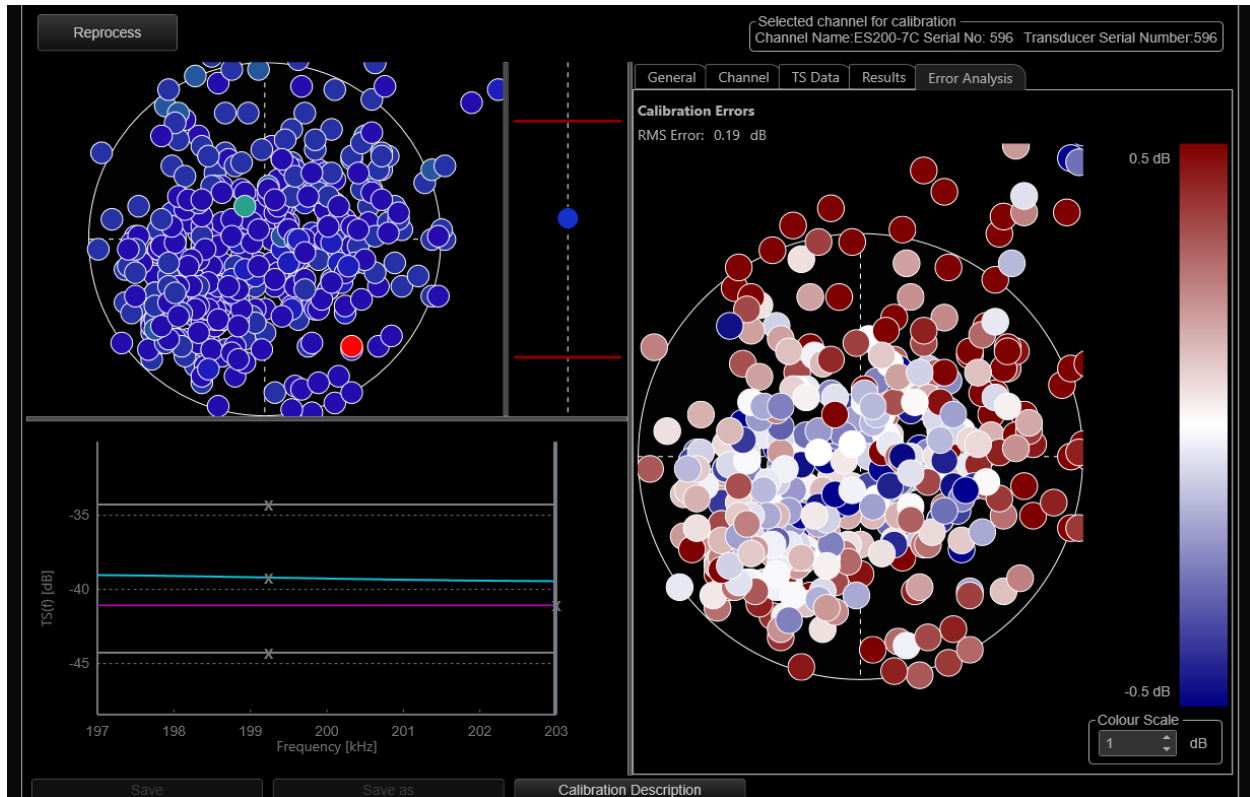 Reprocess
Selected channel for calibration
Channel Name:ES200-7C Serial No: 596 Transducer Serial Number:596
General Channel TS Data Results Error Analysis
Calibration Errors
RMS Error: 0.19 dB
0.5 dB
-0.5 dB
Colour Scale
1 dB
TS(f) [dB]
-35
-40
-45
X
X
X
X
197 198 199 200 201 202 203
Frequency [kHz]
Save Save as Calibration Description